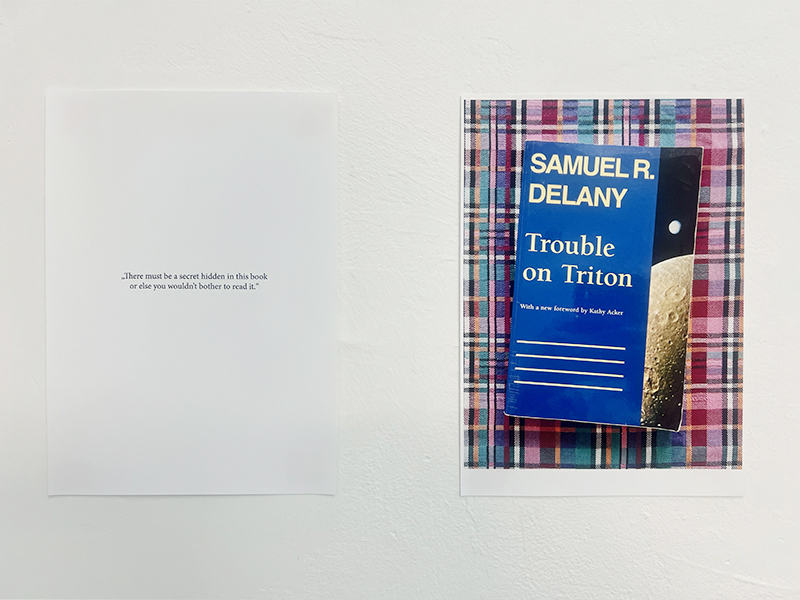 „There must be a secret hidden in this book
or else you wouldn't bother to read it.“
SAMUEL R.
DELANY
Trouble
on Triton
With a new foreword by Kathy Acker